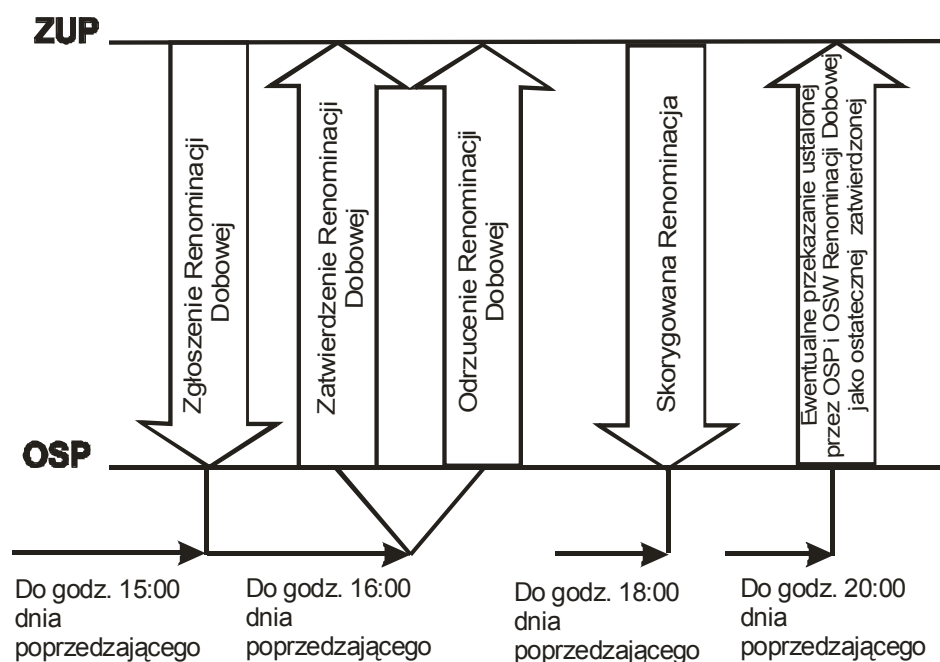 ZUP
Zgłoszenie Renominacji
Dobowej
Zatwierdzenie Renominacji
Dobowej
Odrzucenie Renominacji
Dobowej
Skorygowana Renominacja
Ewentualne przekazanie ustalonej
przez OSP i OSW Renominacji Dobowej
jako ostatecznej zatwierdzonej
OSP
Do godz. 15:00
dnia
poprzedzającego
Do godz. 16:00
dnia
poprzedzającego
Do godz. 18:00
dnia
poprzedzającego
Do godz. 20:00
dnia
poprzedzającego